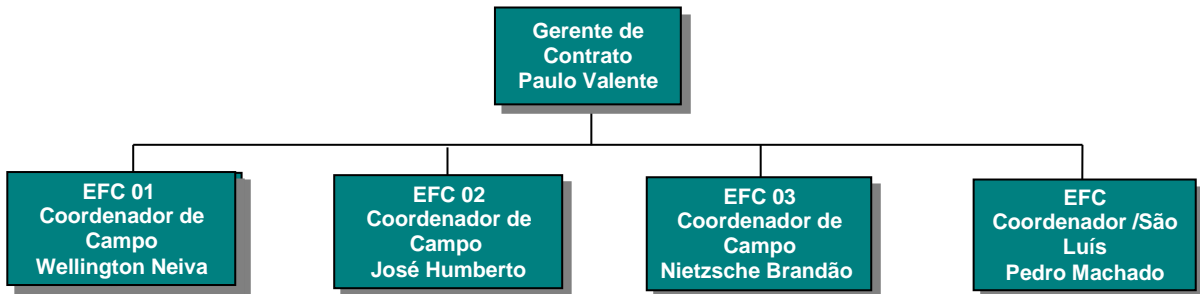 Gerente de
Contrato
Paulo Valente
EFC 01
Coordenador de
Campo
Wellington Neiva
EFC 02
Coordenador de
Campo
José Humberto
EFC 03
Coordenador de
Campo
Nietzsche Brandão
EFC
Coordenador /São
Luís
Pedro Machado